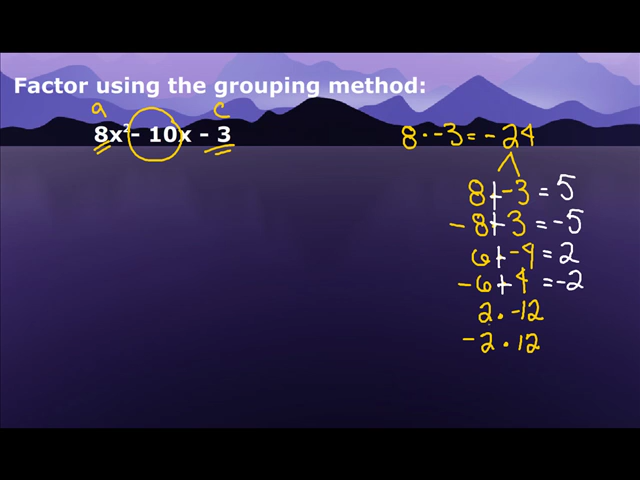 Factor using the grouping method:
a c
8x² - 10x - 3
8 · -3 = -24
8 + -3 = 5
-8 + 3 = -5
6 + -4 = 2
-6 + 4 = -2
2 · -12
-2 · 12